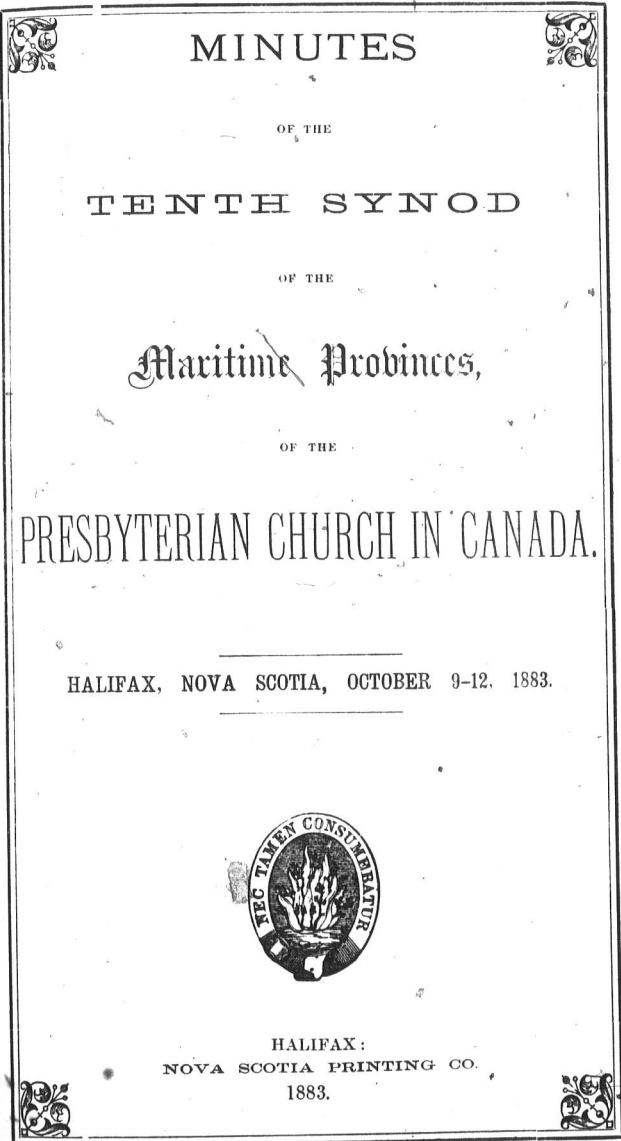 MINUTES
OF THE
TENTH SYNOD
OF THE
Maritime Provinces,
OF THE
PRESBYTERIAN CHURCH IN CANADA.
HALIFAX, NOVA SCOTIA, OCTOBER 9-12, 1883.
NEC TAMEN CONSUMEBATUR
HALIFAX:
NOVA SCOTIA PRINTING CO.
1883.